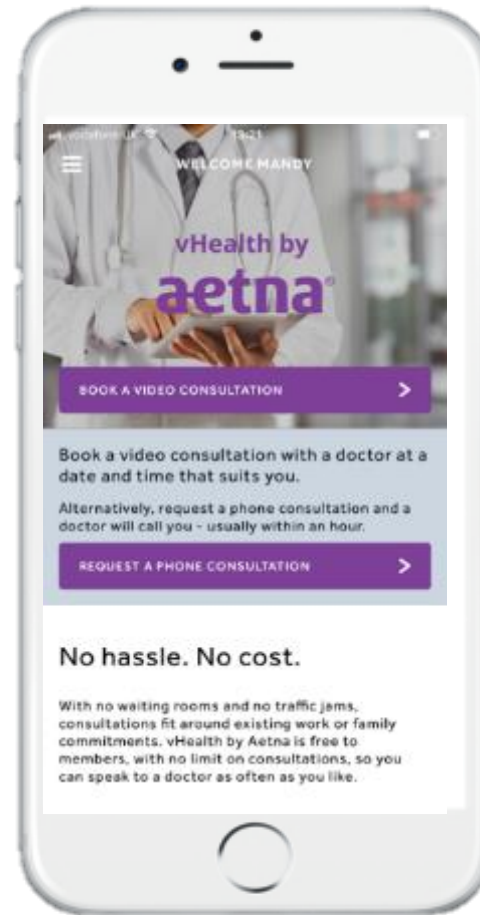 vodafone UK 13:21
WELCOME MANDY
vHealth by
aetna®
BOOK A VIDEO CONSULTATION
Book a video consultation with a doctor at a
date and time that suits you.
Alternatively, request a phone consultation and a
doctor will call you - usually within an hour.
REQUEST A PHONE CONSULTATION
No hassle. No cost.
With no waiting rooms and no traffic jams,
consultations fit around existing work or family
commitments. vHealth by Aetna is free to
members, with no limit on consultations, so you
can speak to a doctor as often as you like.